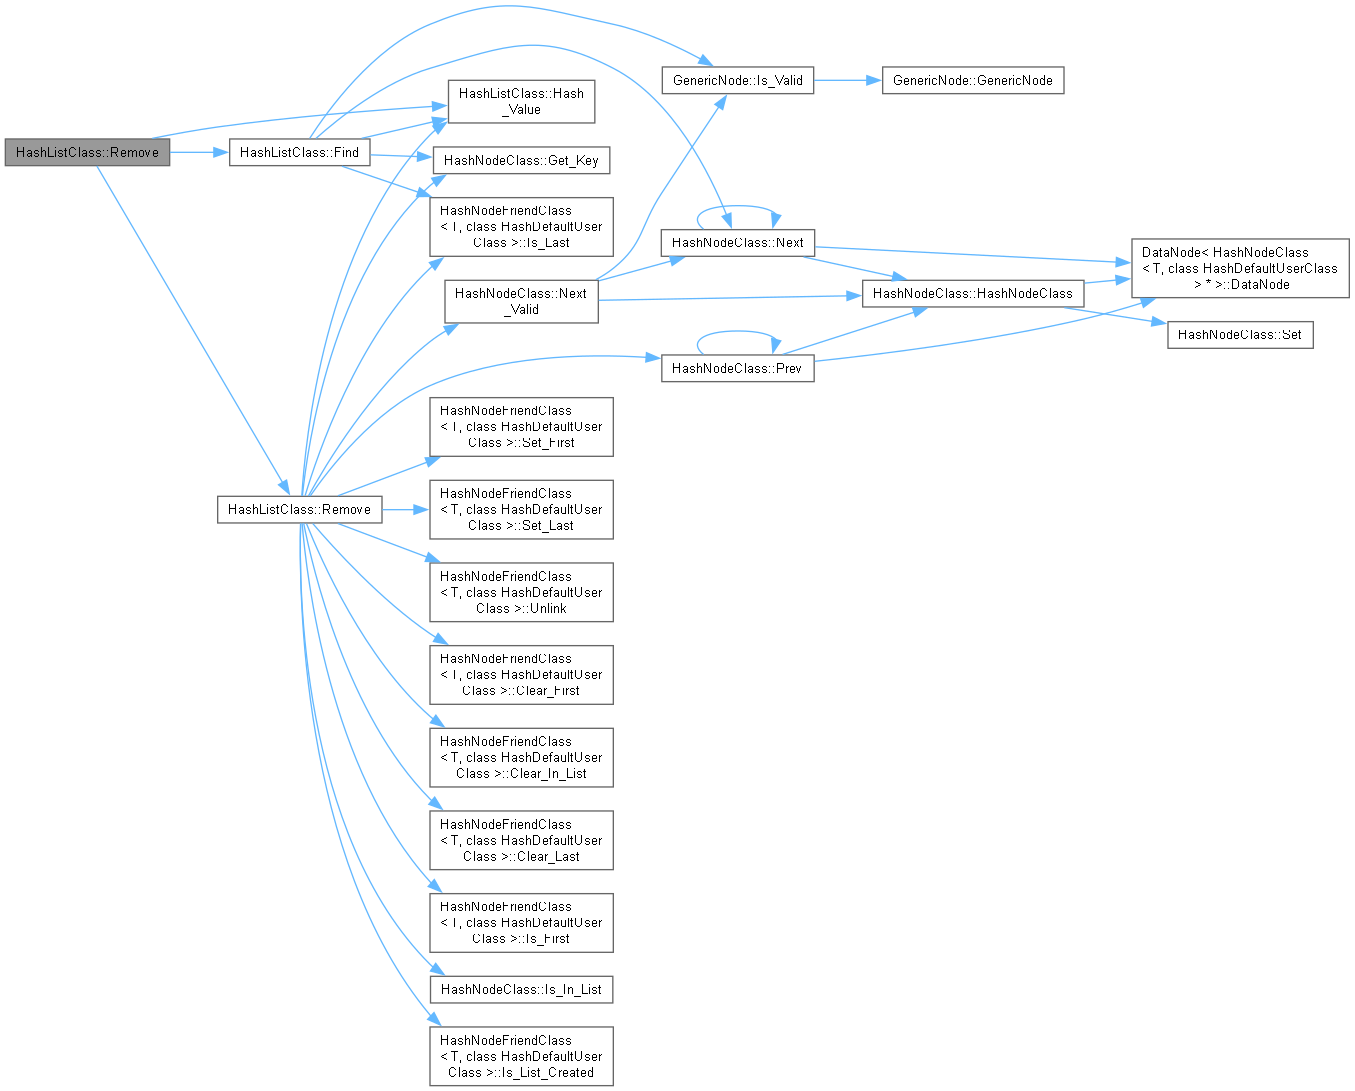 HashListClass::Remove
HashListClass::Find
HashListClass::Hash
_Value
HashNodeClass::Get_Key
HashNodeFriendClass
< T, class HashDefaultUser
Class >::Is_Last
HashNodeClass::Next
_Valid
GenericNode::Is_Valid
GenericNode::GenericNode
HashNodeClass::Next
HashNodeClass::HashNodeClass
DataNode< HashNodeClass
< T, class HashDefaultUserClass
> * >::DataNode
HashNodeClass::Set
HashNodeClass::Prev
HashListClass::Remove
HashNodeFriendClass
< T, class HashDefaultUser
Class >::Set_First
HashNodeFriendClass
< T, class HashDefaultUser
Class >::Set_Last
HashNodeFriendClass
< T, class HashDefaultUser
Class >::Unlink
HashNodeFriendClass
< T, class HashDefaultUser
Class >::Clear_First
HashNodeFriendClass
< T, class HashDefaultUser
Class >::Clear_In_List
HashNodeFriendClass
< T, class HashDefaultUser
Class >::Clear_Last
HashNodeFriendClass
< T, class HashDefaultUser
Class >::Is_First
HashNodeClass::Is_In_List
HashNodeFriendClass
< T, class HashDefaultUser
Class >::Is_List_Created